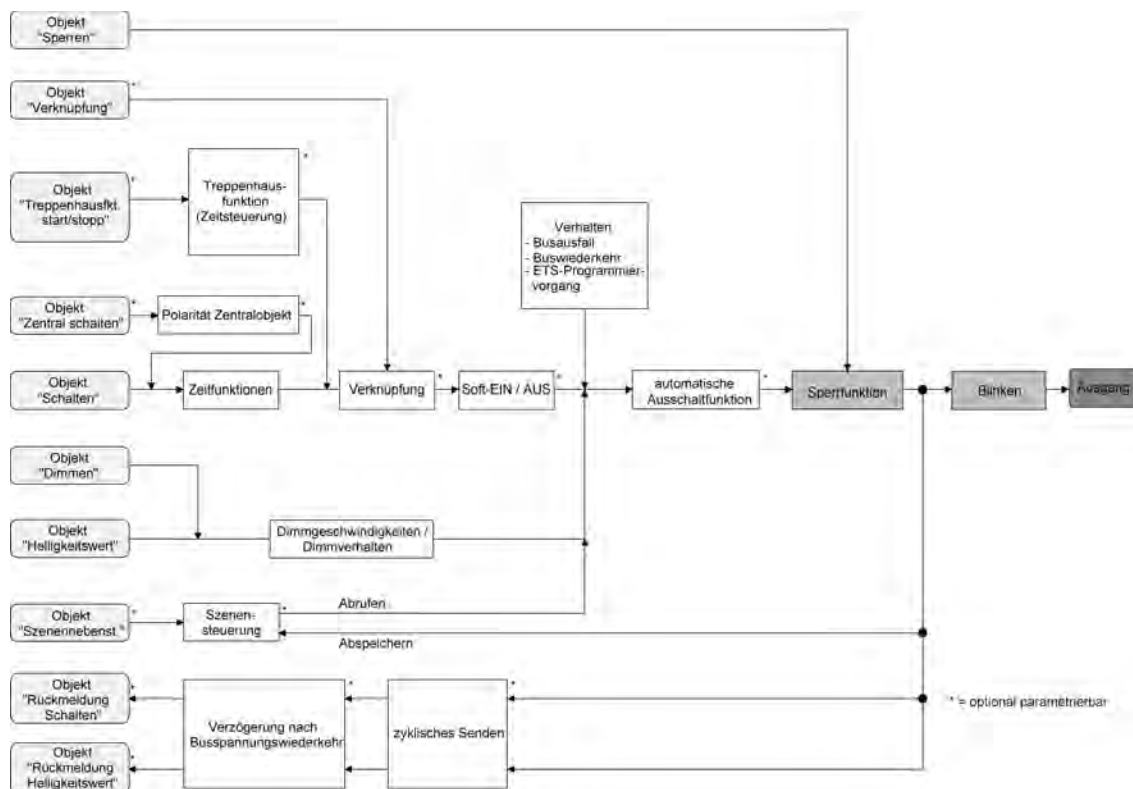 Objekt
"Sperren"
*
Objekt
"Verknüpfung"
*
Objekt
"Treppenhausfkt.
start/stopp"
*
Treppenhaus-
funktion
(Zeitsteuerung)
*
Verhalten
- Busausfall
- Buswiederkehr
- ETS-Programmier-
vorgang
Objekt
"Zentral schalten"
*
Polarität Zentralobjekt
*
Objekt
"Schalten"
Zeitfunktionen
Verknüpfung
*
Soft-EIN / AUS
*
automatische
Ausschaltfunktion
*
Sperrfunktion
Blinken
Ausgang
Objekt
"Dimmen"
Objekt
"Helligkeitswert"
Dimmgeschwindigkeiten /
Dimmverhalten
Objekt
"Szenennebenst."
*
Szenen-
steuerung
*
Abrufen
Abspeichern
Objekt
"Rückmeldung
Schalten"
*
Verzögerung nach
Busspannungswiederkehr
*
zyklisches Senden
*
* = optional parametrierbar
Objekt
"Rückmeldung
Helligkeitswert"
*